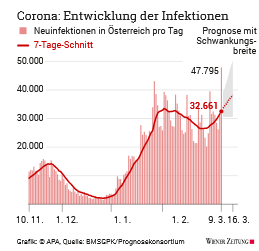 Corona: Entwicklung der Infektionen
Neuinfektionen in Österreich pro Tag
7-Tage-Schnitt
Prognose mit
Schwankungs-
breite
50.000
47.795
40.000
32.661
30.000
20.000
10.000
0
10. 11. 1. 12. 1. 1. 1. 2. 9. 3. 16. 3.
Grafik: © APA, Quelle: BMSGPK/Prognosekonsortium
WIENER ZEITUNG